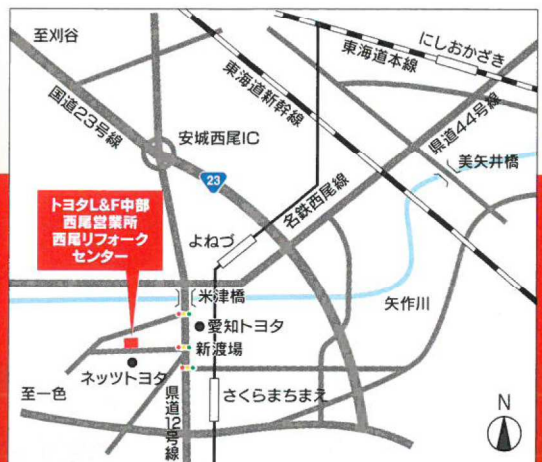 至刈谷
にしおかざき
東海道本線
国道23号線
東海道新幹線
県道44号線
安城西尾IC
美矢井橋
23
トヨタL&F中部
西尾営業所
西尾リフォーク
センター
名鉄西尾線
よねづ
米津橋
矢作川
愛知トヨタ
新渡場
ネッツトヨタ
至一色
さくらまちまえ
県道12号線
N